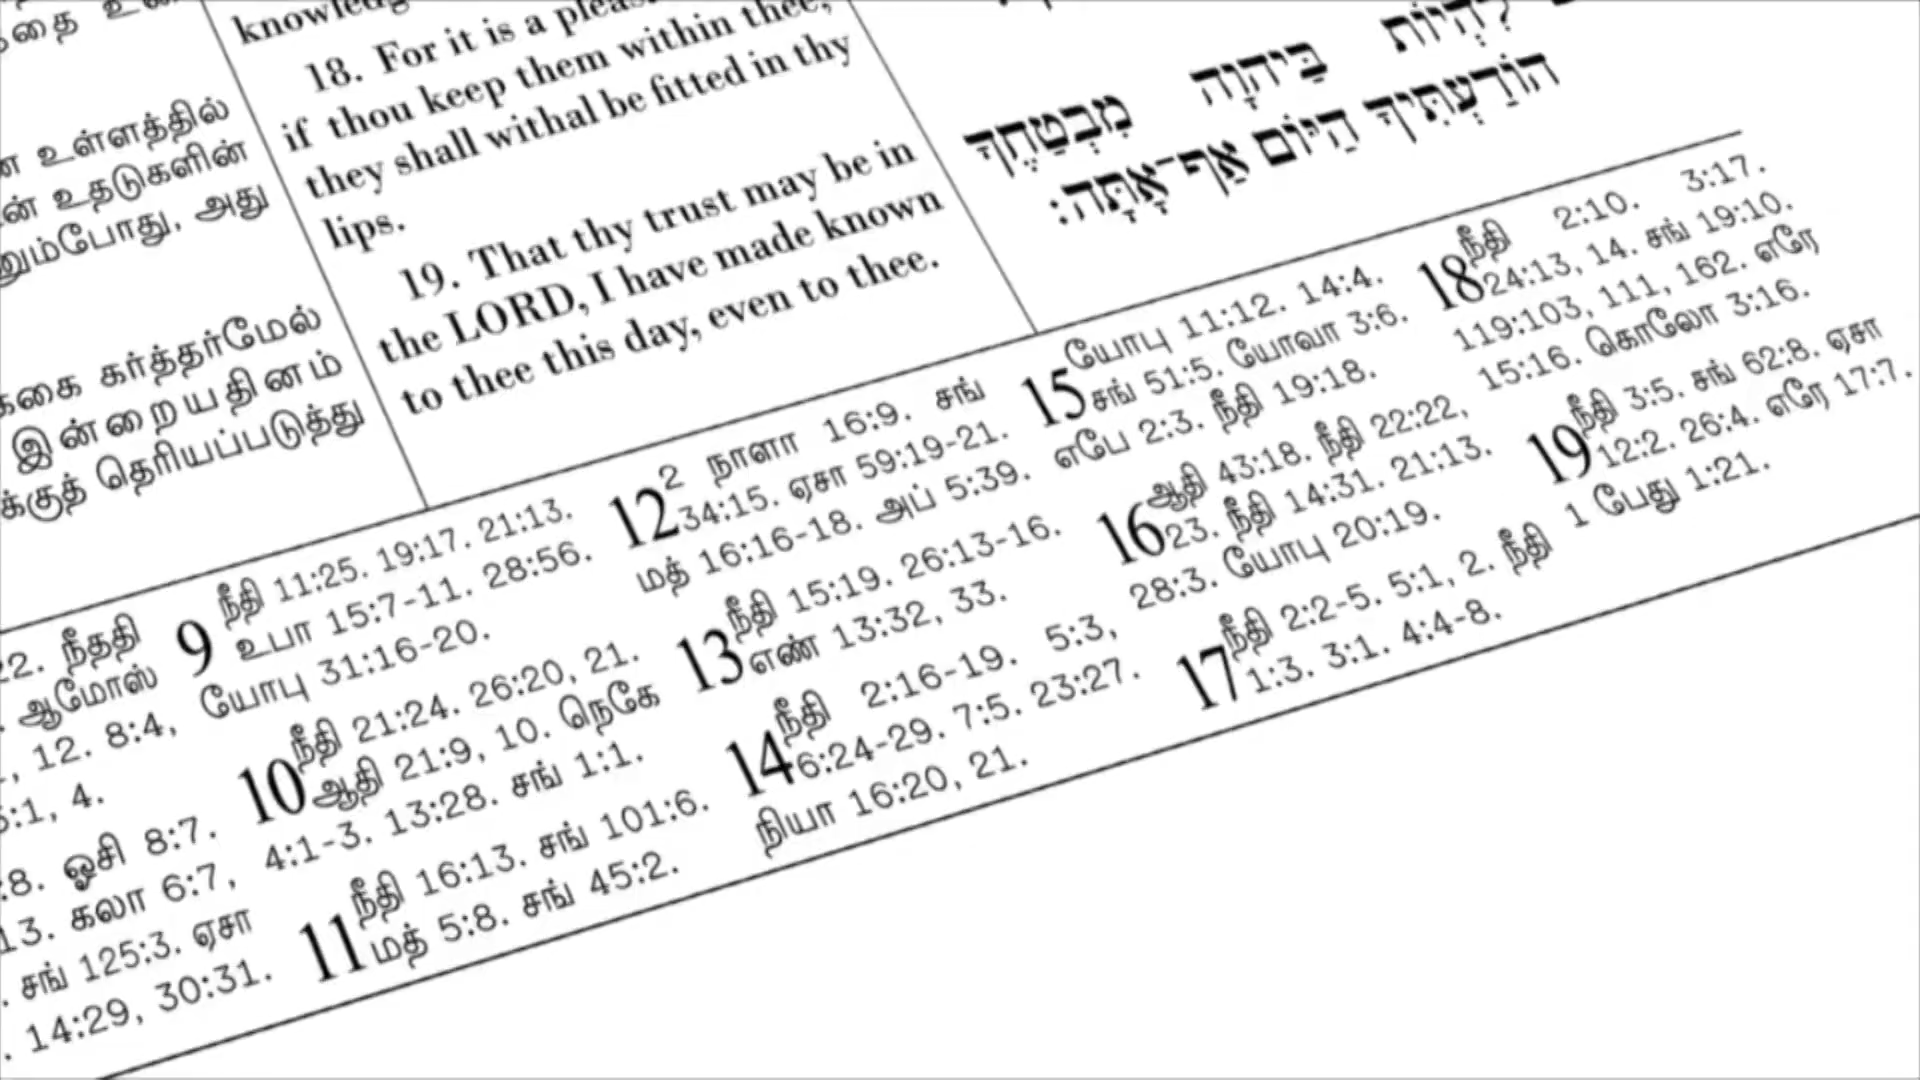 ன உள்ளத்தில்
ன் உதடுகளின்
னும்போது, அது
க்கை கர்த்தர்மேல்
இன்றையதினம்
க்குத் தெரியப்படுத்து
18. For it is a
if thou keep them within thee,
they shall withal be fitted in thy
lips.
19. That thy trust may be in
the LORD, I have made known
to thee this day, even to thee.
לִהְיוֹת בַּיהוָה מִבְטַחֶךָ
הוֹדַעְתִּיךָ הַיּוֹם אַף־אָתָּה׃
22. நீததி
ஆமோஸ்
12. 8:4,
5:1, 4.
:8. ஓசி 8:7.
13. கலா 6:7,
. சங் 125:3. ஏசா
. 14:29, 30:31.
9 நீதி 11:25. 19:17. 21:13.
உபா 15:7-11. 28:56.
யோபு 31:16-20.
10 நீதி 21:24. 26:20, 21.
ஆதி 21:9, 10. நெகே
4:1-3. 13:28. சங் 1:1.
11 நீதி 16:13. சங் 101:6.
மத் 5:8. சங் 45:2.
12 2 நாளா 16:9. சங்
34:15. ஏசா 59:19-21.
மத் 16:16-18. அப் 5:39.
13 நீதி 15:19. 26:13-16.
எண் 13:32, 33.
14 நீதி 2:16-19. 5:3,
6:24-29. 7:5. 23:27.
நியா 16:20, 21.
15 யோபு 11:12. 14:4.
சங் 51:5. யோவா 3:6.
எபே 2:3. நீதி 19:18.
16 ஆதி 43:18. நீதி 22:22,
23. நீதி 14:31. 21:13.
28:3. யோபு 20:19.
17 நீதி 2:2-5. 5:1, 2. நீதி
1:3. 3:1. 4:4-8.
18 நீதி 2:10. 3:17.
24:13, 14. சங் 19:10.
119:103, 111, 162. எரே
15:16. கொலோ 3:16.
19 நீதி 3:5. சங் 62:8. ஏசா
12:2. 26:4. எரே 17:7.
1 பேது 1:21.